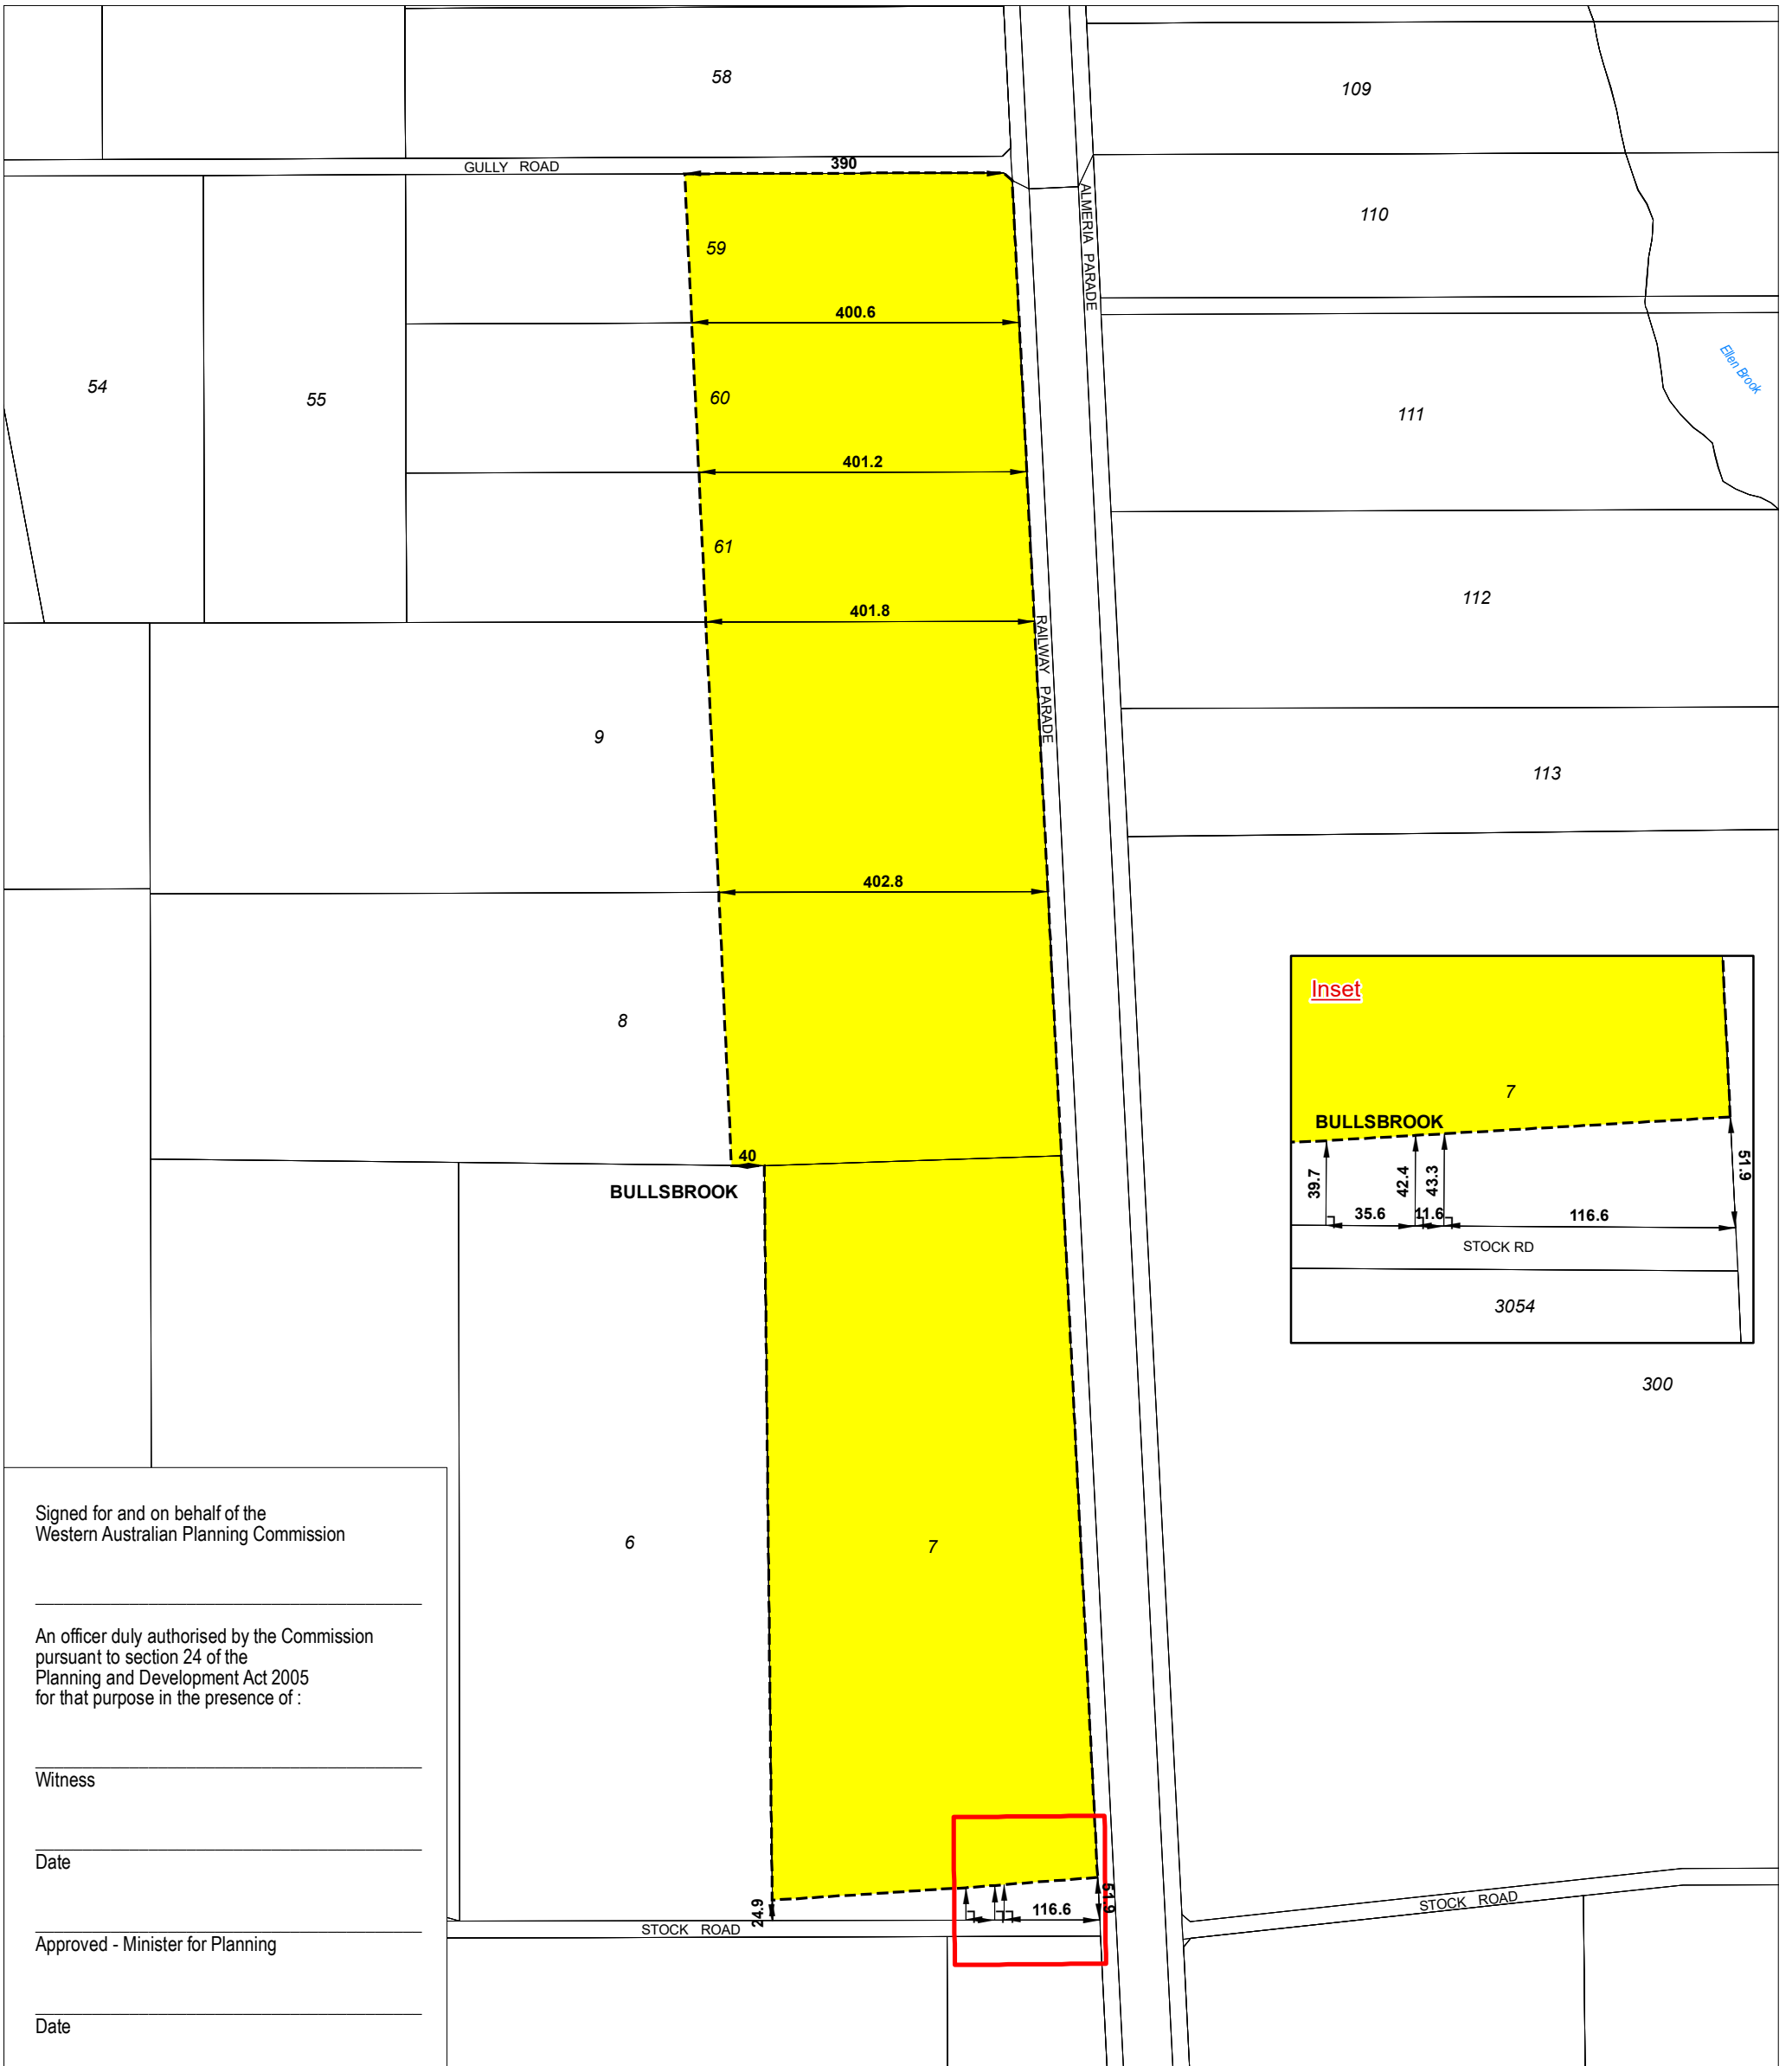 58
109
GULLY ROAD
390
ALMERIA PARADE
110
59
400.6
Ellen Brook
54
55
60
111
401.2
61
112
401.8
RAILWAY PARADE
9
113
402.8
8
Inset
7
BULLSBROOK
39.7
42.4
43.3
51.9
35.6
11.6
116.6
STOCK RD
3054
40
BULLSBROOK
300
6
7
24.9
51.9
116.6
STOCK ROAD
STOCK ROAD
Signed for and on behalf of the
Western Australian Planning Commission
An officer duly authorised by the Commission
pursuant to section 24 of the
Planning and Development Act 2005
for that purpose in the presence of :
Witness
Date
Approved - Minister for Planning
Date